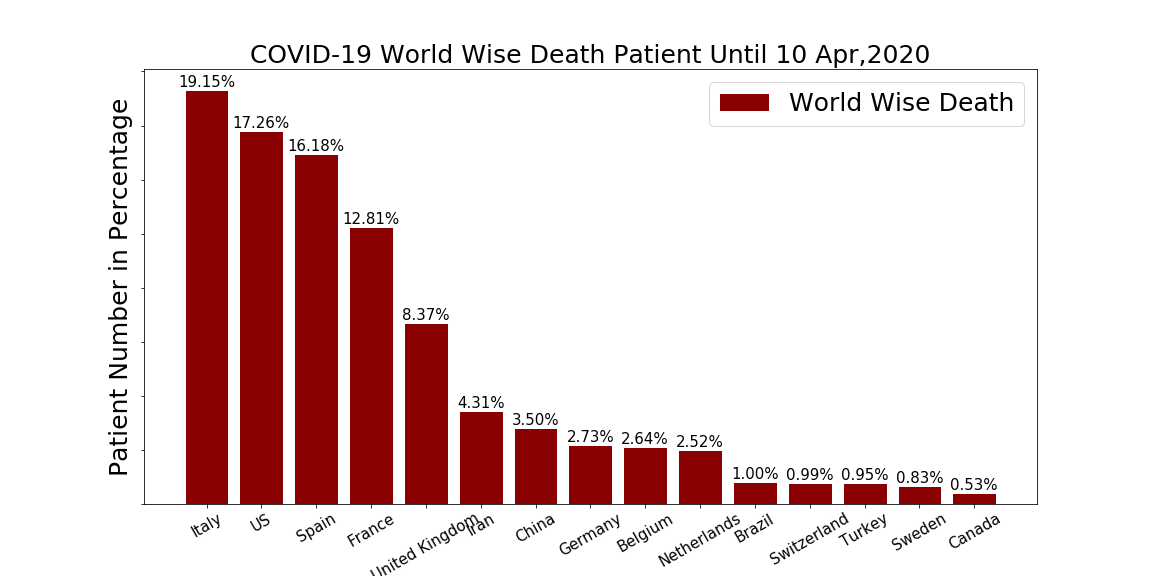 COVID-19 World Wise Death Patient Until 10 Apr,2020
World Wise Death
Patient Number in Percentage
19.15%
17.26%
16.18%
12.81%
8.37%
4.31%
3.50%
2.73%
2.64%
2.52%
1.00%
0.99%
0.95%
0.83%
0.53%
Italy
US
Spain
France
United Kingdom
Iran
China
Germany
Belgium
Netherlands
Brazil
Switzerland
Turkey
Sweden
Canada